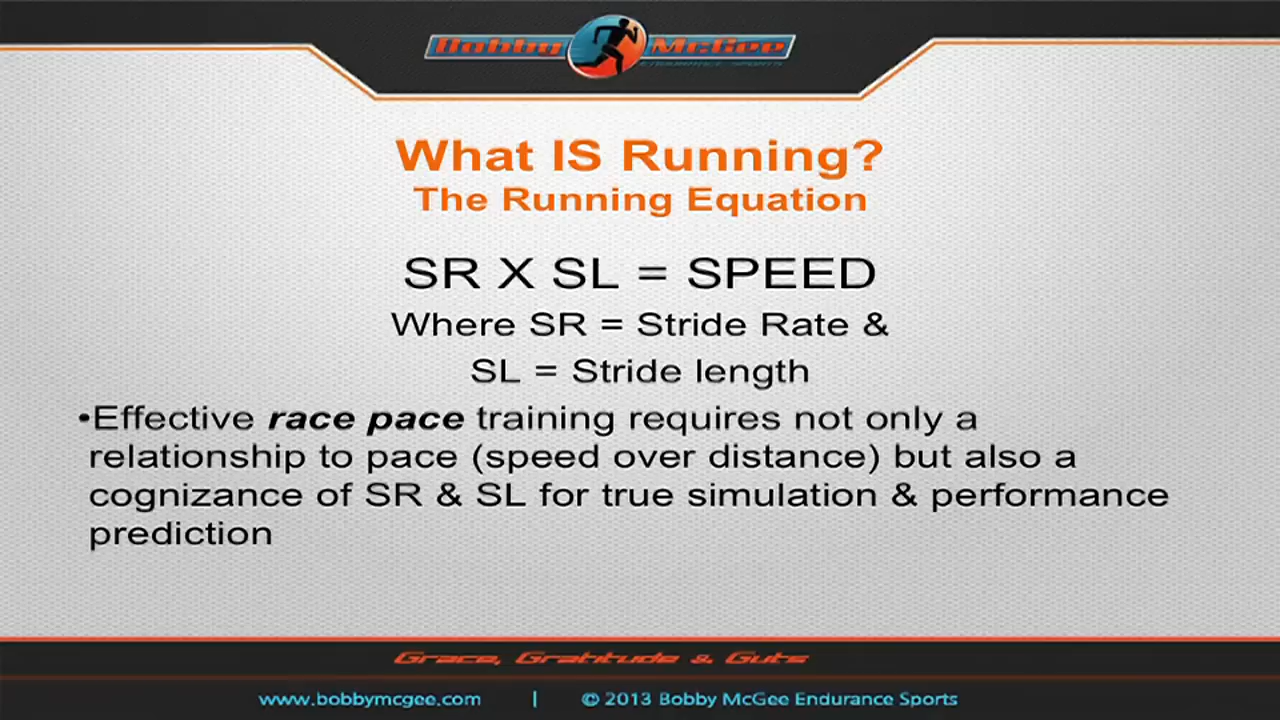 Bobby McGee
ENDURANCE SPORTS
What IS Running?
The Running Equation
SR X SL = SPEED
Where SR = Stride Rate &
SL = Stride length
•Effective race pace training requires not only a
relationship to pace (speed over distance) but also a
cognizance of SR & SL for true simulation & performance
prediction
Grace, Gratitude & Guts
www.bobbymcgee.com | © 2013 Bobby McGee Endurance Sports